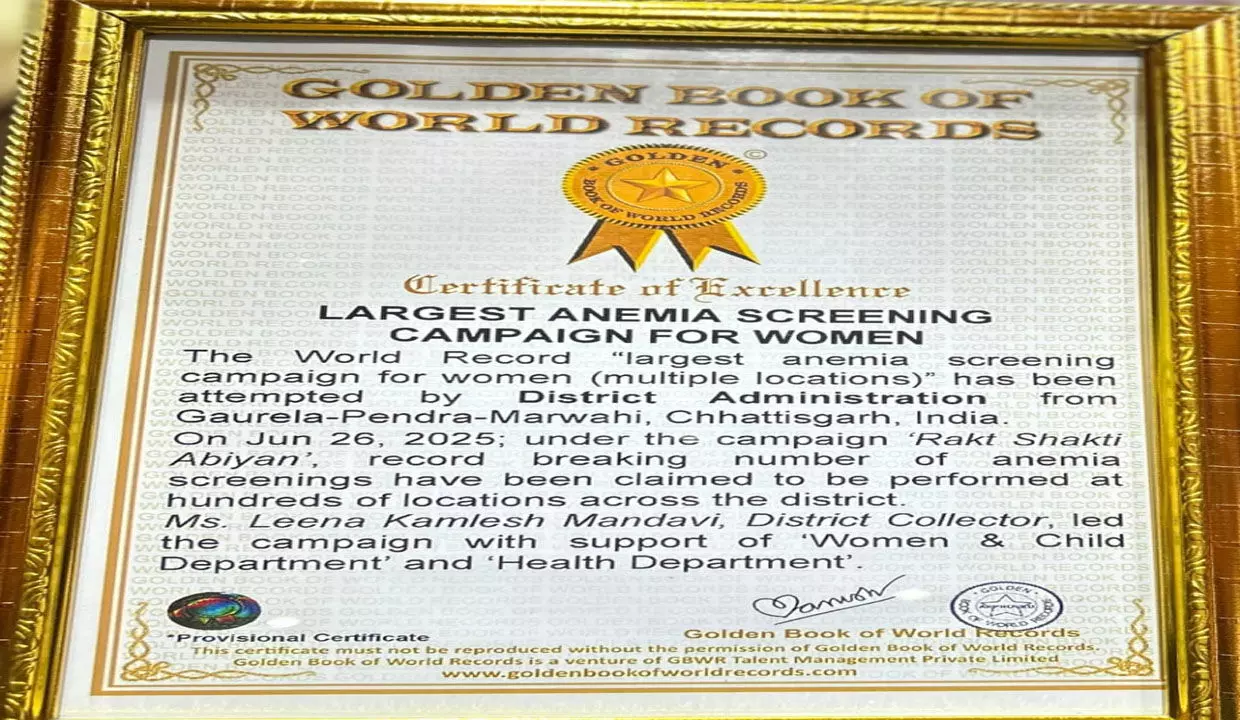 GOLDEN BOOK OF
WORLD RECORDS
©
GOLDEN
BOOK OF WORLD RECORDS
Certificate of Excellence
LARGEST ANEMIA SCREENING
CAMPAIGN FOR WOMEN
The World Record “largest anemia screening
campaign for women (multiple locations)” has been
attempted by District Administration from
Gaurela-Pendra-Marwahi, Chhattisgarh, India.
On Jun 26, 2025; under the campaign ‘Rakt Shakti
Abiyan’, record breaking number of anemia
screenings have been claimed to be performed at
hundreds of locations across the district.
Ms. Leena Kamlesh Mandavi, District Collector, led
the campaign with support of ‘Women & Child
Department’ and ‘Health Department’.
GOLDEN
BOOK OF WORLD RECORDS
*Provisional Certificate
Golden Book of World Records
This certificate must not be reproduced without the permission of Golden Book of World Records.
Golden Book of World Records is a venture of GBWR Talent Management Private Limited
www.goldenbookofworldrecords.com